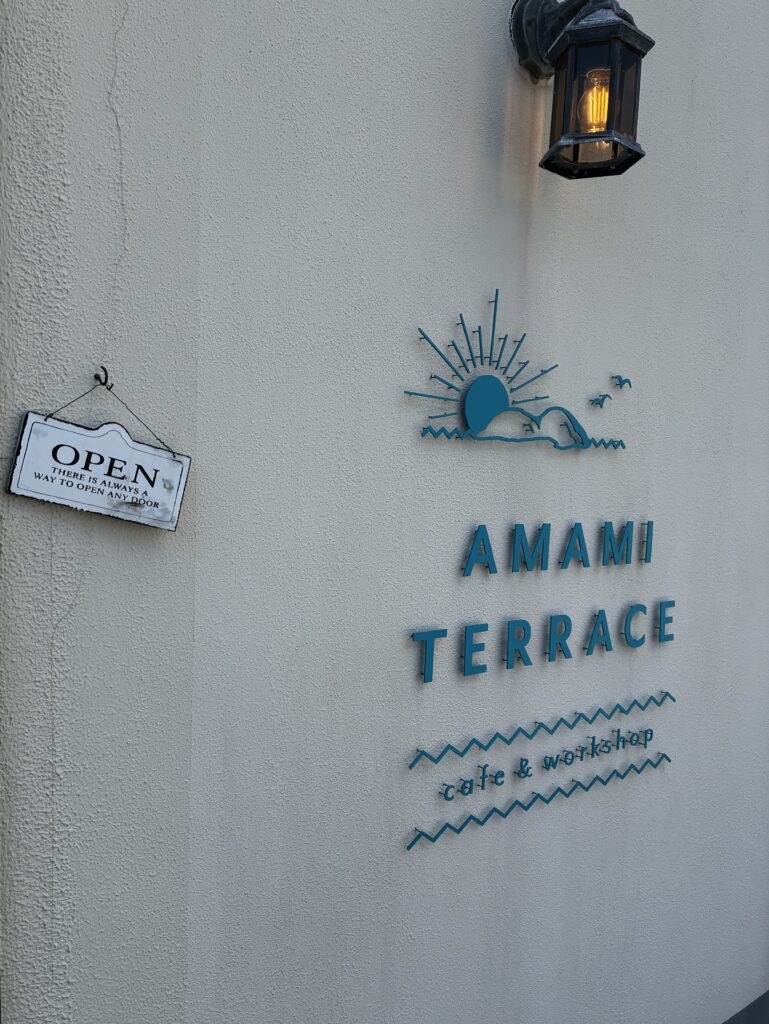 OPEN
THERE IS ALWAYS A
WAY TO OPEN ANY DOOR
AMAMI
TERRACE
cafe & workshop